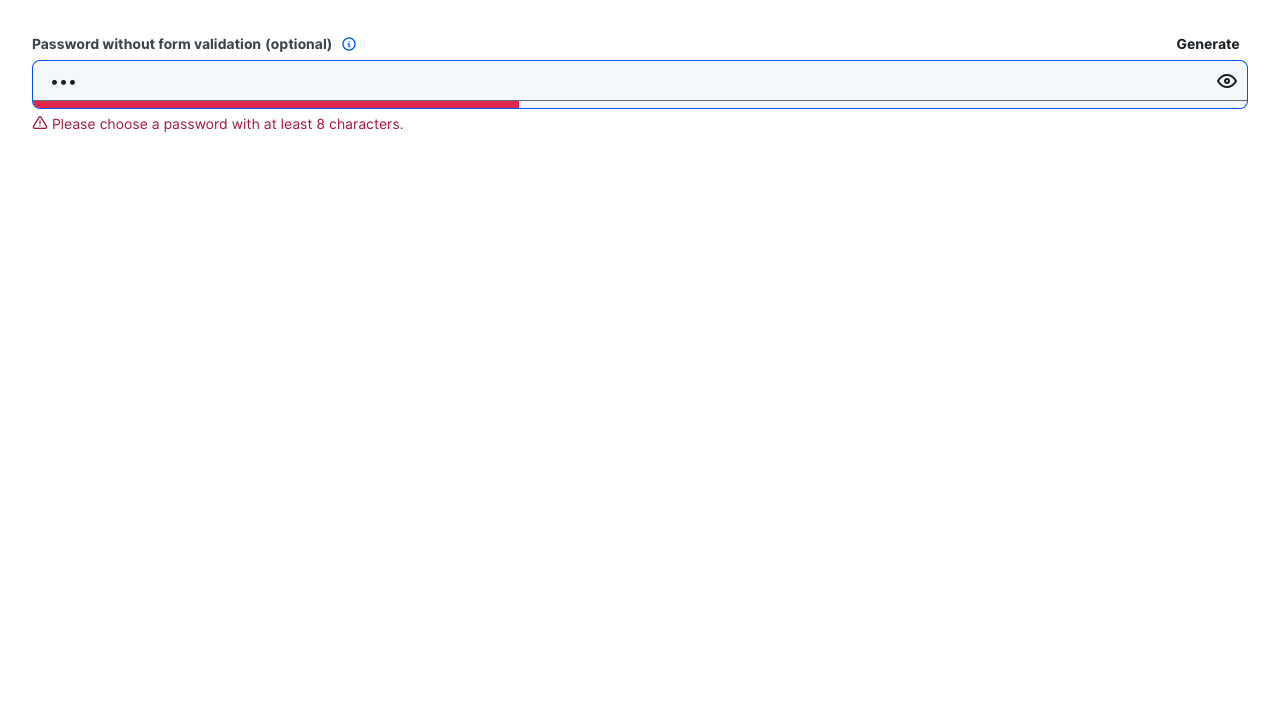 Password without form validation (optional)
Generate
•••
Please choose a password with at least 8 characters.